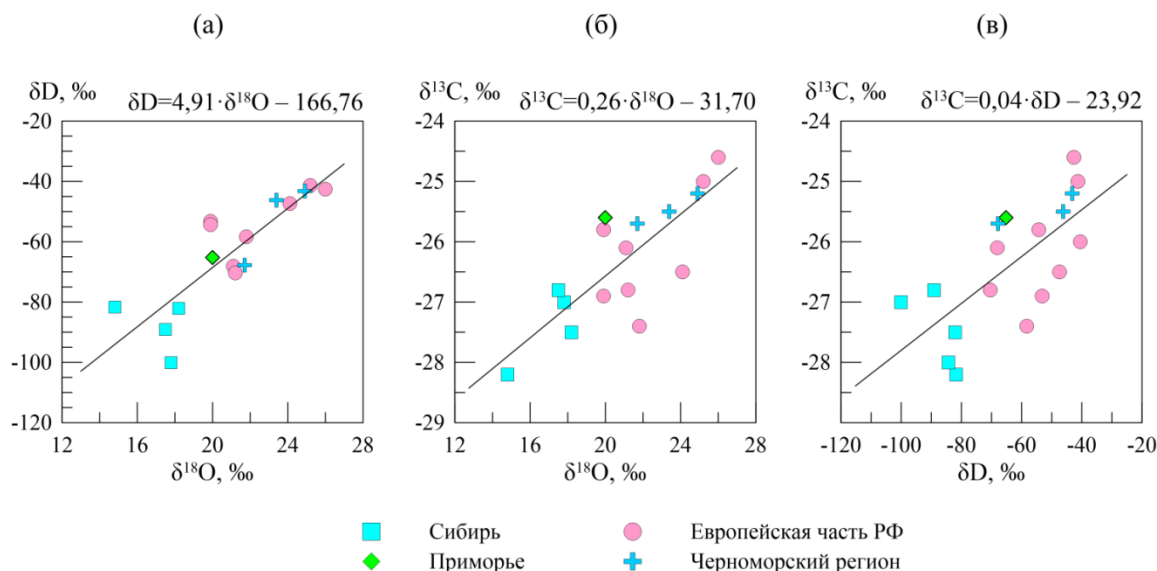 (а) (б) (в)
δD, ‰ δD=4,91·δ¹⁸O – 166,76
δ¹³C, ‰ δ¹³C=0,26·δ¹⁸O – 31,70
δ¹³C, ‰ δ¹³C=0,04·δD – 23,92
-20
-40
-60
-80
-100
-120
12 16 20 24 28
δ¹⁸O, ‰
-24
-25
-26
-27
-28
-29
12 16 20 24 28
δ¹⁸O, ‰
-24
-25
-26
-27
-28
-120 -100 -80 -60 -40 -20
δD, ‰
Сибирь Европейская часть РФ
Приморье Черноморский регион